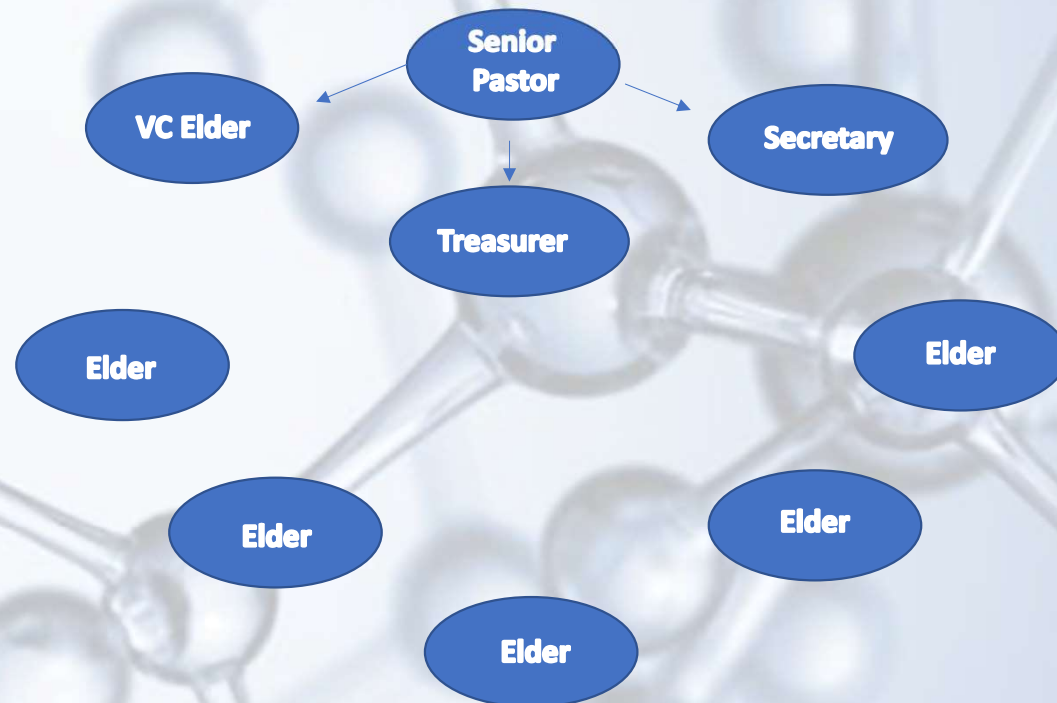 Senior
Pastor
VC Elder
Secretary
Treasurer
Elder
Elder
Elder
Elder
Elder